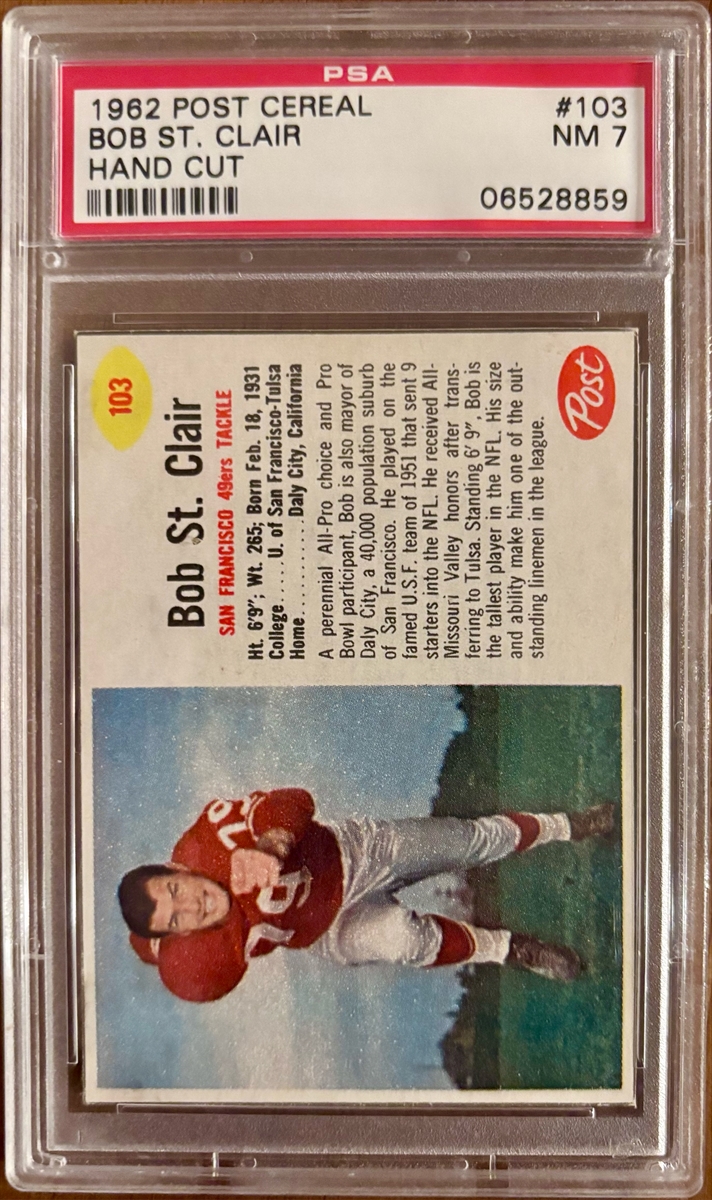 PSA
1962 POST CEREAL #103
BOB ST. CLAIR NM 7
HAND CUT
06528859
103
Bob St. Clair
SAN FRANCISCO 49ers TACKLE
Ht. 6'9"; Wt. 265; Born Feb. 18, 1931
College.....U. of San Francisco-Tulsa
Home............Daly City, California
A perennial All-Pro choice and Pro
Bowl participant, Bob is also mayor of
Daly City, a 40,000 population suburb
of San Francisco. He played on the
famed U.S.F. team of 1951 that sent 9
starters into the NFL. He received All-
Missouri Valley honors after trans-
ferring to Tulsa. Standing 6' 9", Bob is
the tallest player in the NFL. His size
and ability make him one of the out-
standing linemen in the league.
Post
79